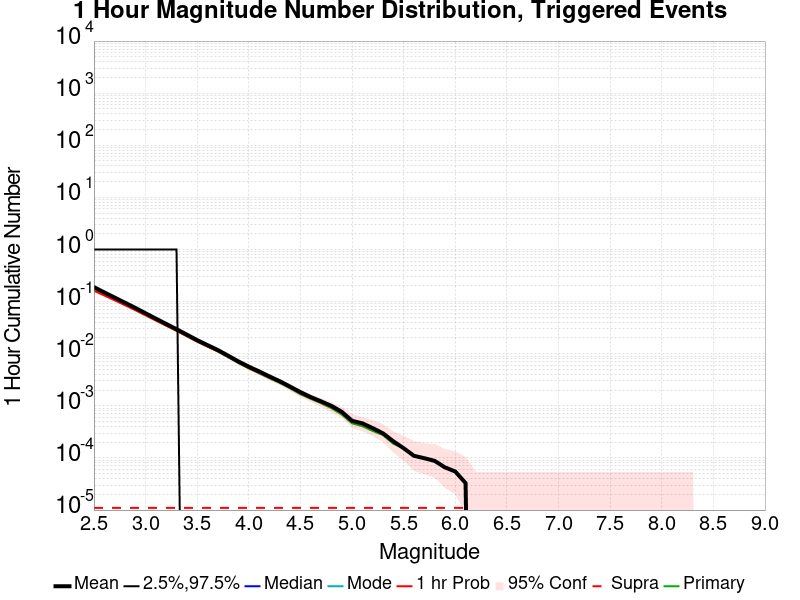 1 Hour Magnitude Number Distribution, Triggered Events
1 Hour Cumulative Number
10^4
10^3
10^2
10^1
10^0
10^-1
10^-2
10^-3
10^-4
10^-5
2.5 3.0 3.5 4.0 4.5 5.0 5.5 6.0 6.5 7.0 7.5 8.0 8.5 9.0
Magnitude
Mean 2.5%,97.5% Median Mode 1 hr Prob 95% Conf Supra Primary